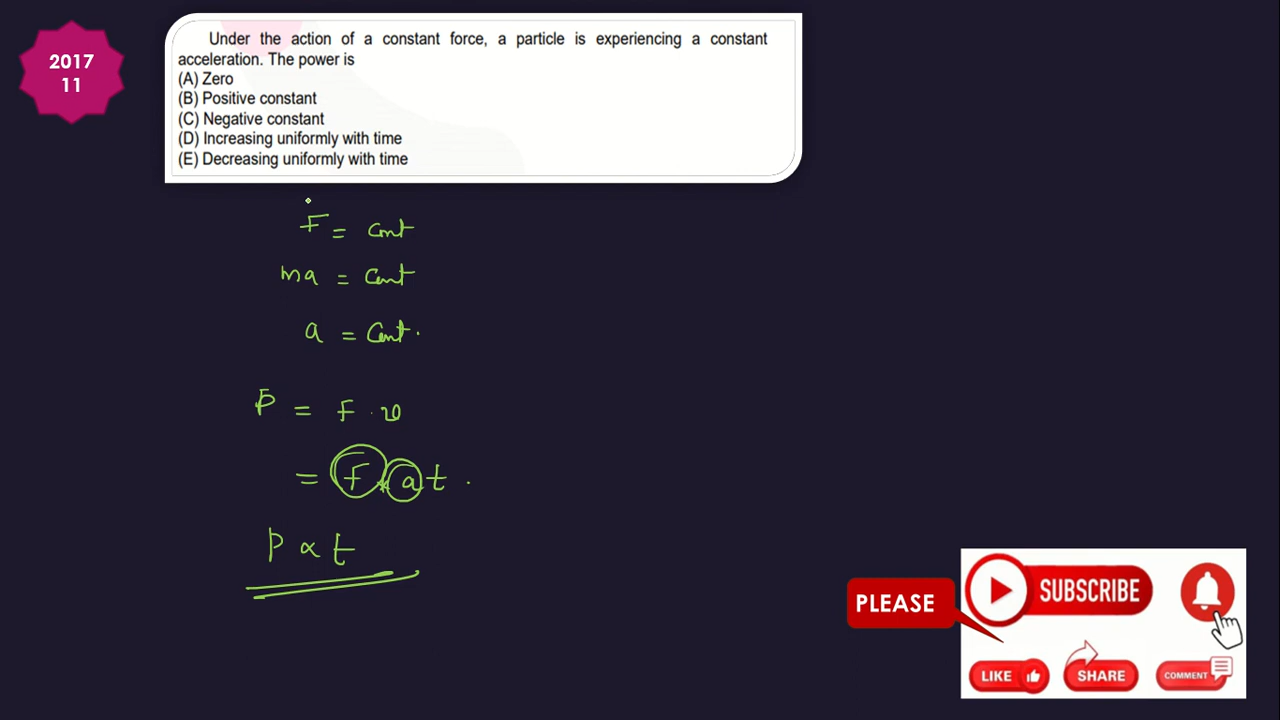 2017
11
Under the action of a constant force, a particle is experiencing a constant
acceleration. The power is
(A) Zero
(B) Positive constant
(C) Negative constant
(D) Increasing uniformly with time
(E) Decreasing uniformly with time
F = cont
ma = cont
a = cont.
P = F . v
= F . a t .
P ∝ t
PLEASE
SUBSCRIBE
LIKE
SHARE
COMMENT